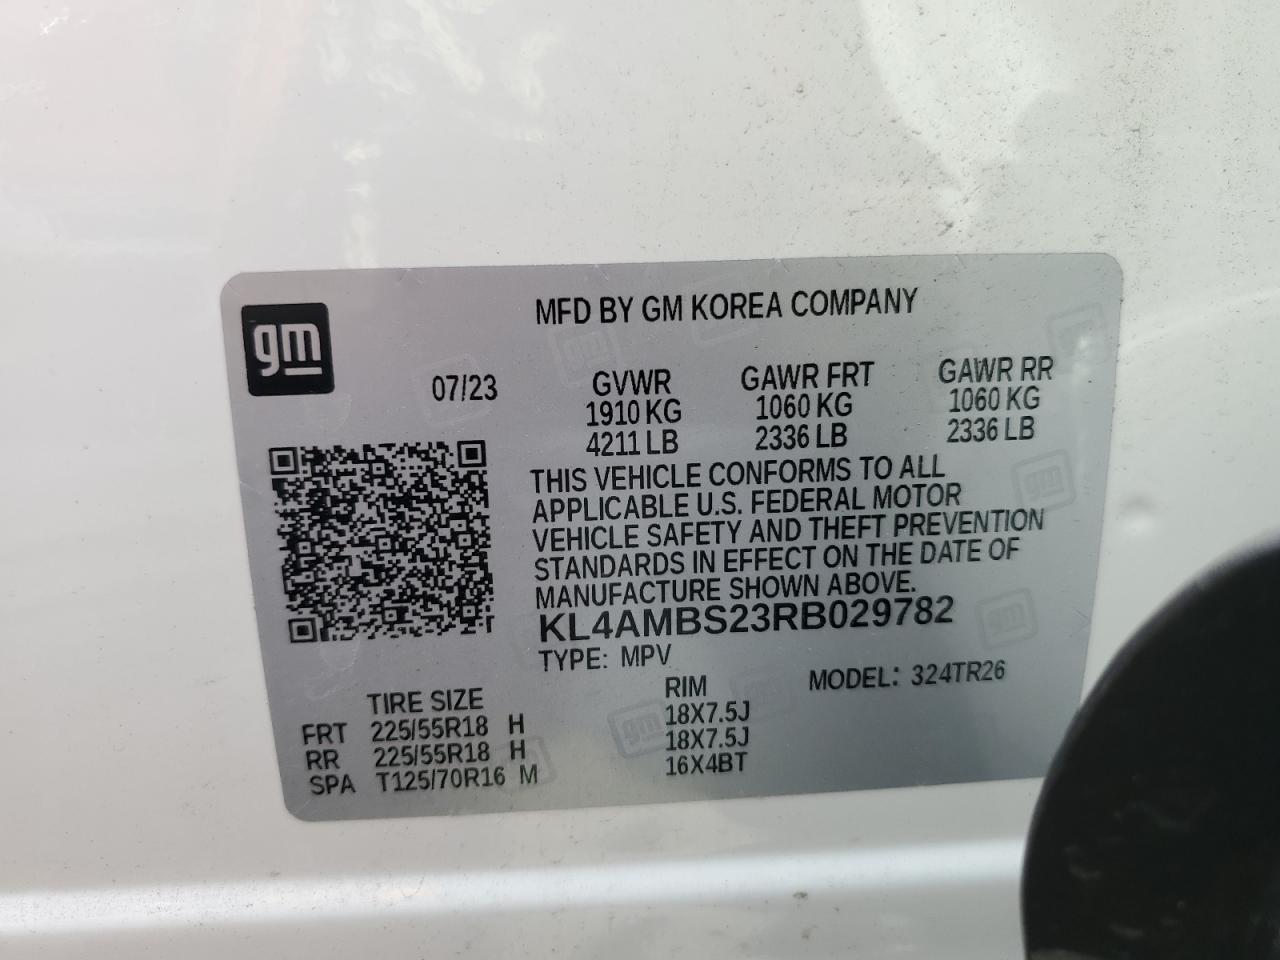 gm
MFD BY GM KOREA COMPANY
07/23 GVWR GAWR FRT GAWR RR
1910 KG 1060 KG 1060 KG
4211 LB 2336 LB 2336 LB
THIS VEHICLE CONFORMS TO ALL
APPLICABLE U.S. FEDERAL MOTOR
VEHICLE SAFETY AND THEFT PREVENTION
STANDARDS IN EFFECT ON THE DATE OF
MANUFACTURE SHOWN ABOVE.
KL4AMBS23RB029782
TYPE: MPV MODEL: 324TR26
TIRE SIZE RIM
FRT 225/55R18 H 18X7.5J
RR 225/55R18 H 18X7.5J
SPA T125/70R16 M 16X4BT